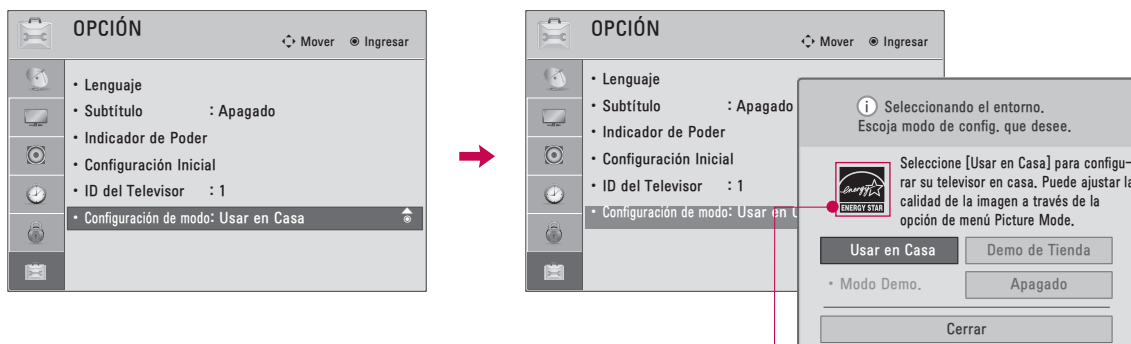 OPCIÓN
Mover
Ingresar
• Lenguaje
• Subtítulo : Apagado
• Indicador de Poder
• Configuración Inicial
• ID del Televisor : 1
• Configuración de modo: Usar en Casa
OPCIÓN
Mover
Ingresar
• Lenguaje
• Subtítulo : Apagado
• Indicador de Poder
• Configuración Inicial
• ID del Televisor : 1
• Configuración de modo: Usar en
i Seleccionando el entorno.
Escoja modo de config. que desee.
energy
ENERGY STAR
Seleccione [Usar en Casa] para configu-
rar su televisor en casa. Puede ajustar la
calidad de la imagen a través de la
opción de menú Picture Mode.
Usar en Casa
Demo de Tienda
• Modo Demo.
Apagado
Cerrar